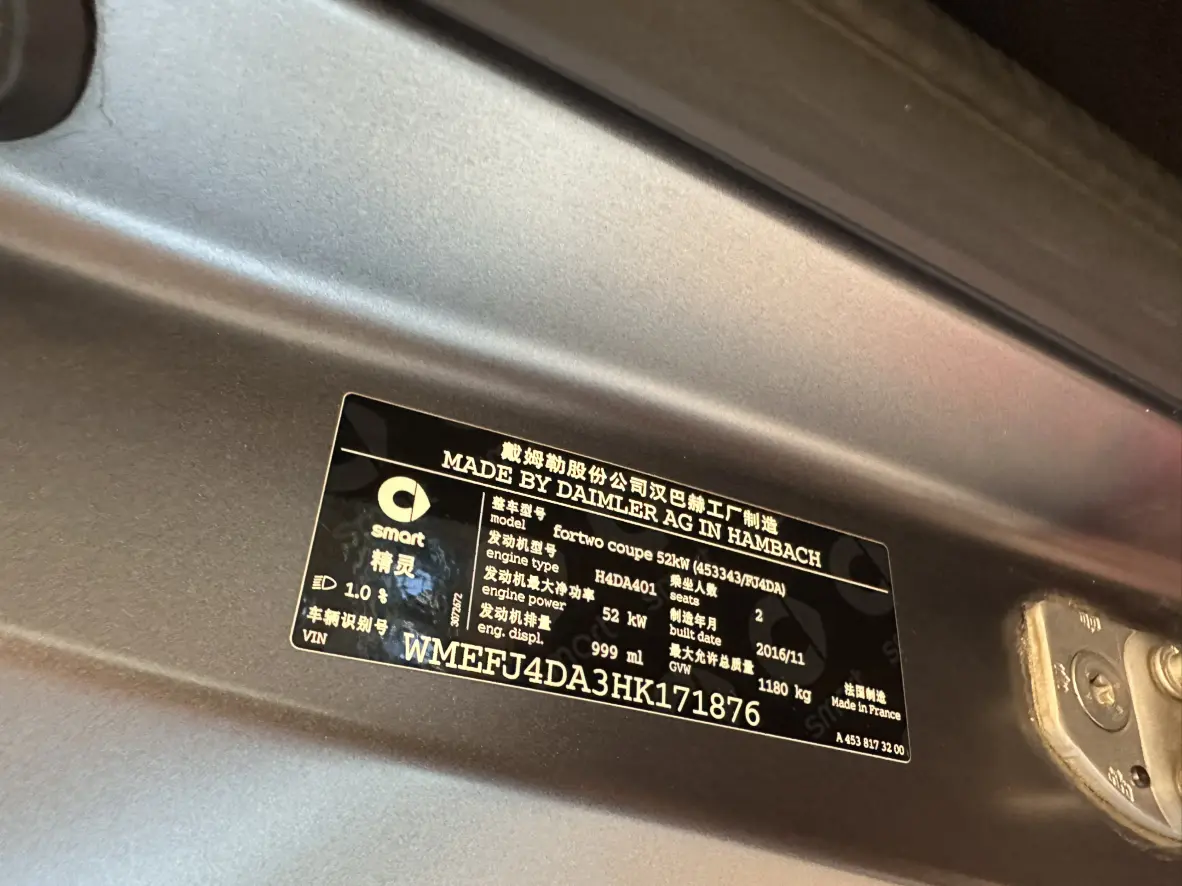 戴姆勒股份公司汉巴赫工厂制造
MADE BY DAIMLER AG IN HAMBACH
smart
精灵
1.0 %
3072672
整车型号
model
fortwo coupe 52kW (453343/RJ4DA)
发动机型号
engine type
H4DA401
发动机最大净功率
engine power
52 kW
发动机排量
eng. displ.
999 ml
乘坐人数
seats
2
制造年月
built date
2016/11
最大允许总质量
GVW
1180 kg
法国制造
Made in France
车辆识别号
VIN
WMEFJ4DA3HK171876
A 453 817 32 00